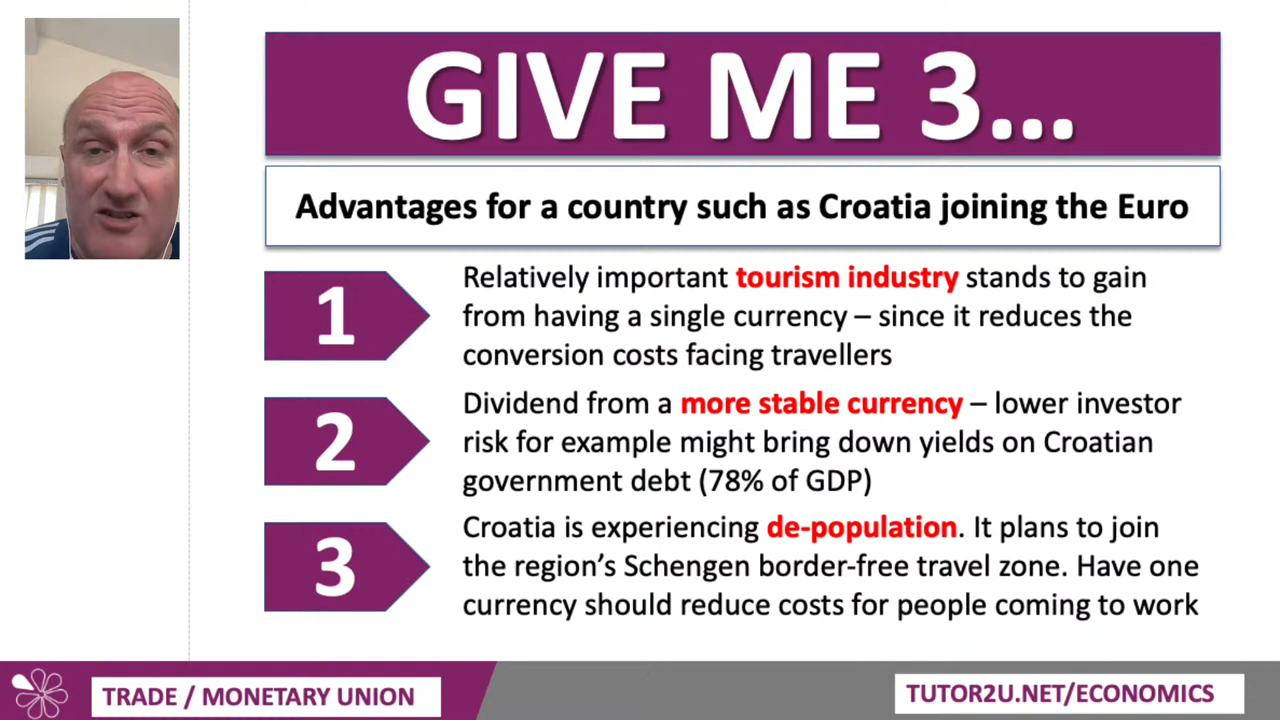 GIVE ME 3...
Advantages for a country such as Croatia joining the Euro
1
Relatively important tourism industry stands to gain
from having a single currency – since it reduces the
conversion costs facing travellers
2
Dividend from a more stable currency – lower investor
risk for example might bring down yields on Croatian
government debt (78% of GDP)
3
Croatia is experiencing de-population. It plans to join
the region's Schengen border-free travel zone. Have one
currency should reduce costs for people coming to work
TRADE / MONETARY UNION
TUTOR2U.NET/ECONOMICS